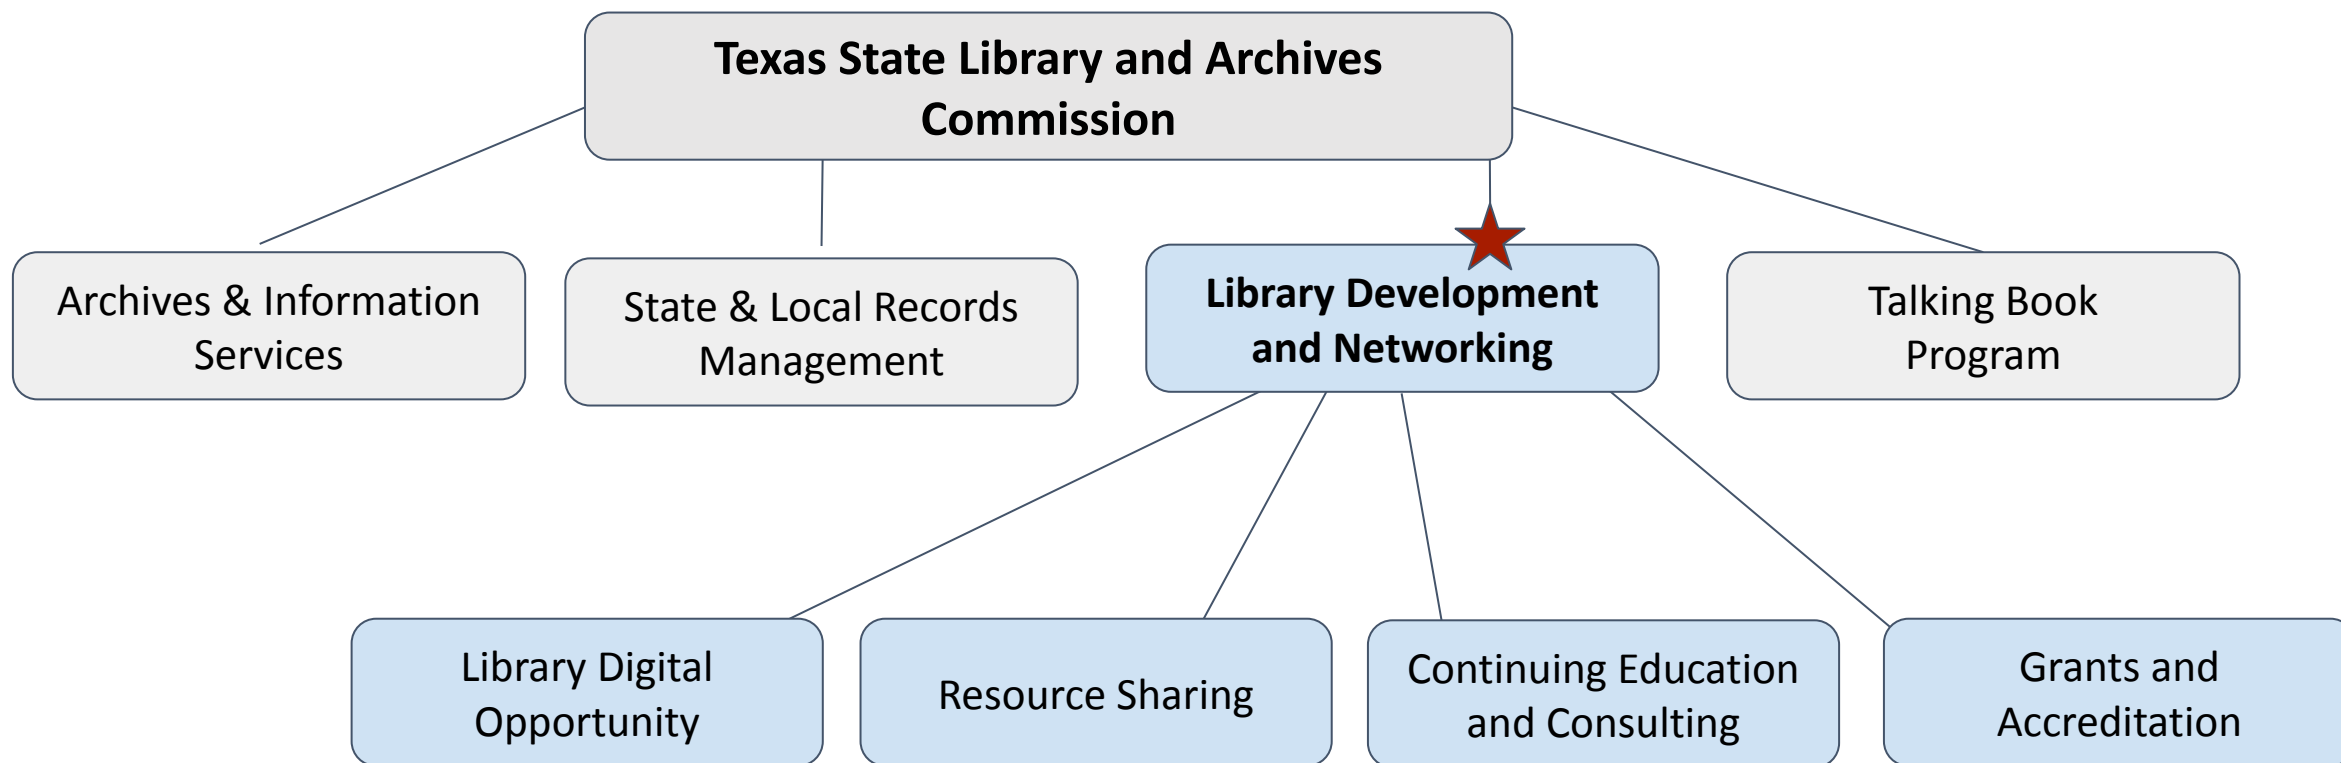 Texas State Library and Archives
Commission
Archives & Information
Services
State & Local Records
Management
Library Development
and Networking
Talking Book
Program
Library Digital
Opportunity
Resource Sharing
Continuing Education
and Consulting
Grants and
Accreditation